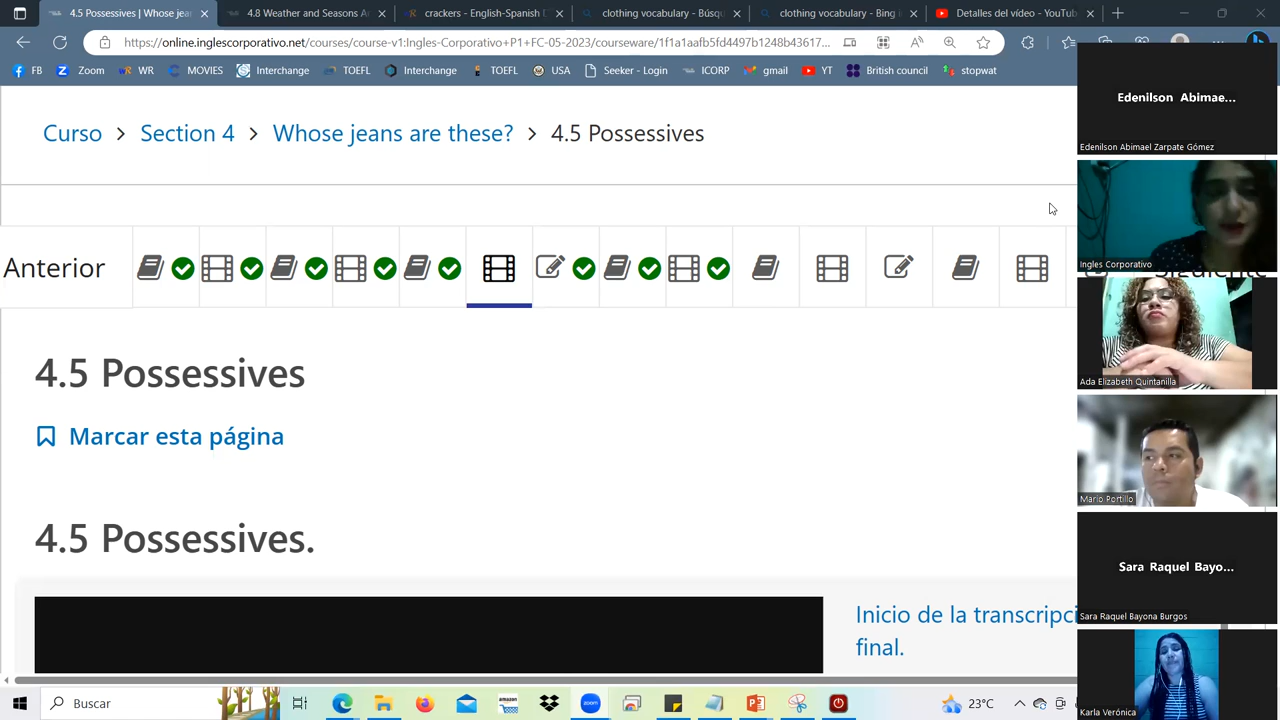 4.5 Possessives | Whose jean
4.8 Weather and Seasons A
crackers - English-Spanish D
clothing vocabulary - Búsqu
clothing vocabulary - Bing i
Detalles del vídeo - YouTub
https://online.inglescorporativo.net/courses/course-v1:Ingles-Corporativo+P1+FC-05-2023/courseware/1f1a1aafb5fd4497b1248b43617...
FB
Zoom
WR
MOVIES
Interchange
TOEFL
Interchange
TOEFL
USA
Seeker - Login
ICORP
gmail
YT
British council
stopwat
Curso > Section 4 > Whose jeans are these? > 4.5 Possessives
Anterior
Siguiente
4.5 Possessives
Marcar esta página
4.5 Possessives.
Inicio de la transcripci
final.
Edenilson Abimae...
Edenilson Abimael Zarpate Gómez
Ingles Corporativo
Ada Elizabeth Quintanilla
Mario Portillo
Sara Raquel Bayo...
Sara Raquel Bayona Burgos
Karla Verónica
Buscar
amazon
23°C